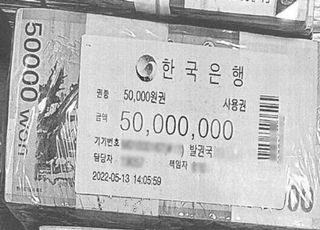 50000 WON
한국은행
권종 50,000원권 사용권
금액 50,000,000
기기번호 발권국
담당자 책임자
2022-05-13 14:05:59